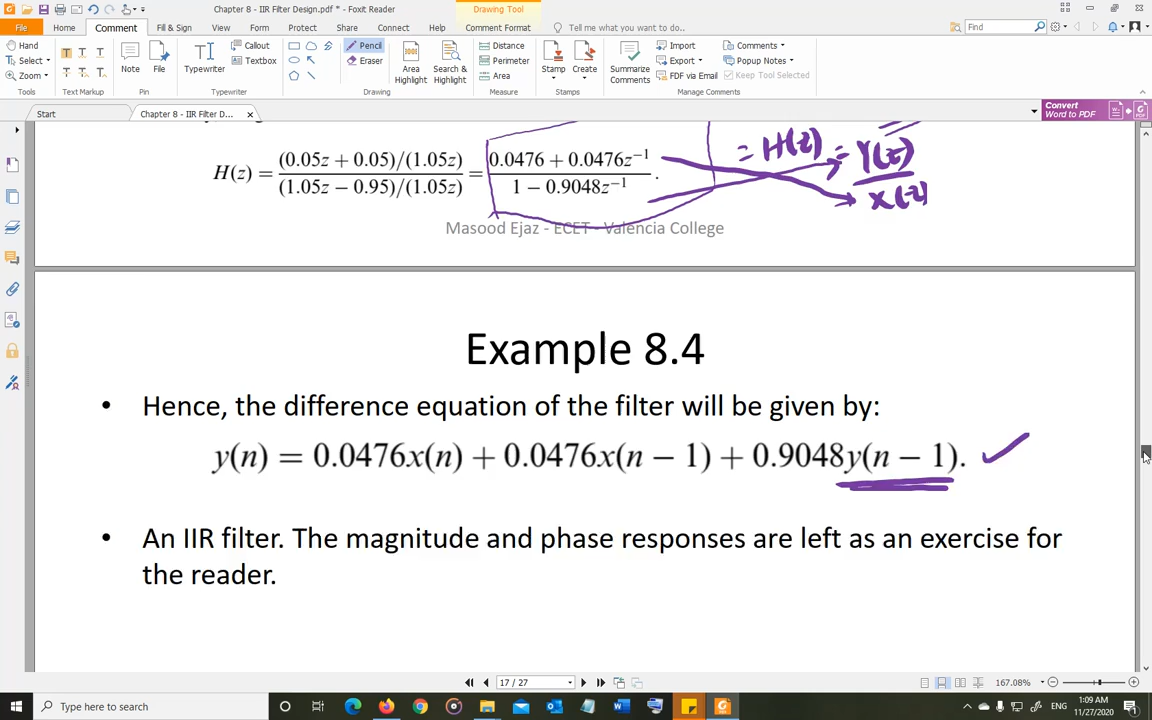 Chapter 8 - IIR Filter Design.pdf * - Foxit Reader
Drawing Tool
File Home Comment Fill & Sign View Form Protect Share Connect Help Comment Format Tell me what you want to do... Find
Hand
Select
Zoom
Tools
Text Markup
Note
File
Pin
Typewriter
Callout
Textbox
Typewriter
Pencil
Eraser
Area Highlight
Search & Highlight
Drawing
Distance
Perimeter
Area
Measure
Stamp
Create
Stamps
Summarize Comments
Import
Export
FDF via Email
Comments
Popup Notes
Keep Tool Selected
Manage Comments
Start
Chapter 8 - IIR Filter D...
Convert
Word to PDF
H(z) = (0.05z + 0.05)/(1.05z) / (1.05z − 0.95)/(1.05z) = 0.0476 + 0.0476z⁻¹ / 1 − 0.9048z⁻¹ . = H(z) = Y(z) / X(z)
Masood Ejaz - ECET - Valencia College
Example 8.4
• Hence, the difference equation of the filter will be given by:
y(n) = 0.0476x(n) + 0.0476x(n − 1) + 0.9048y(n − 1).
• An IIR filter. The magnitude and phase responses are left as an exercise for
the reader.
17 / 27
167.08%
Type here to search
ENG
1:09 AM
11/27/2020